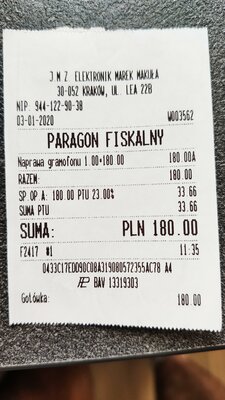 J M Z ELEKTRONIK MAREK MAKUŁA
30-052 KRAKÓW, UL. LEA 22B
NIP: 944-122-90-38
03-01-2020 W003562
PARAGON FISKALNY
Naprawa gramofonu 1.00*180.00 180.00A
RAZEM: 180.00
SP.OP.A: 180.00 PTU 23.00% 33.66
SUMA PTU 33.66
SUMA: PLN 180.00
F2417 #1 11:35
0433C17ED090C08A319080572355AC78 A4
BAV 13319303
Gotówka: 180.00